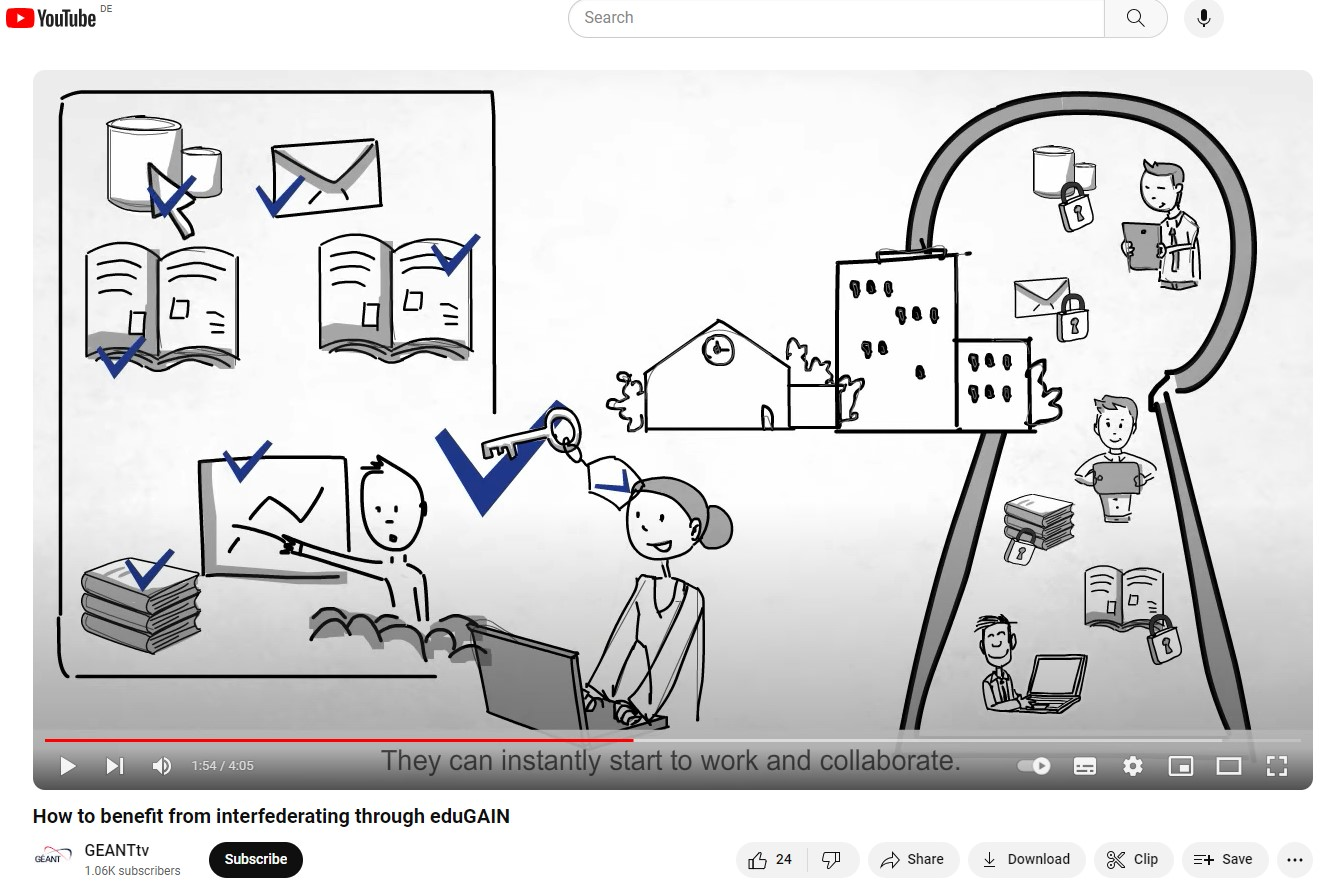 YouTube DE
Search
They can instantly start to work and collaborate.
1:54 / 4:05
How to benefit from interfederating through eduGAIN
GÉANT
GEANTtv
1.06K subscribers
Subscribe
24
Share
Download
Clip
Save